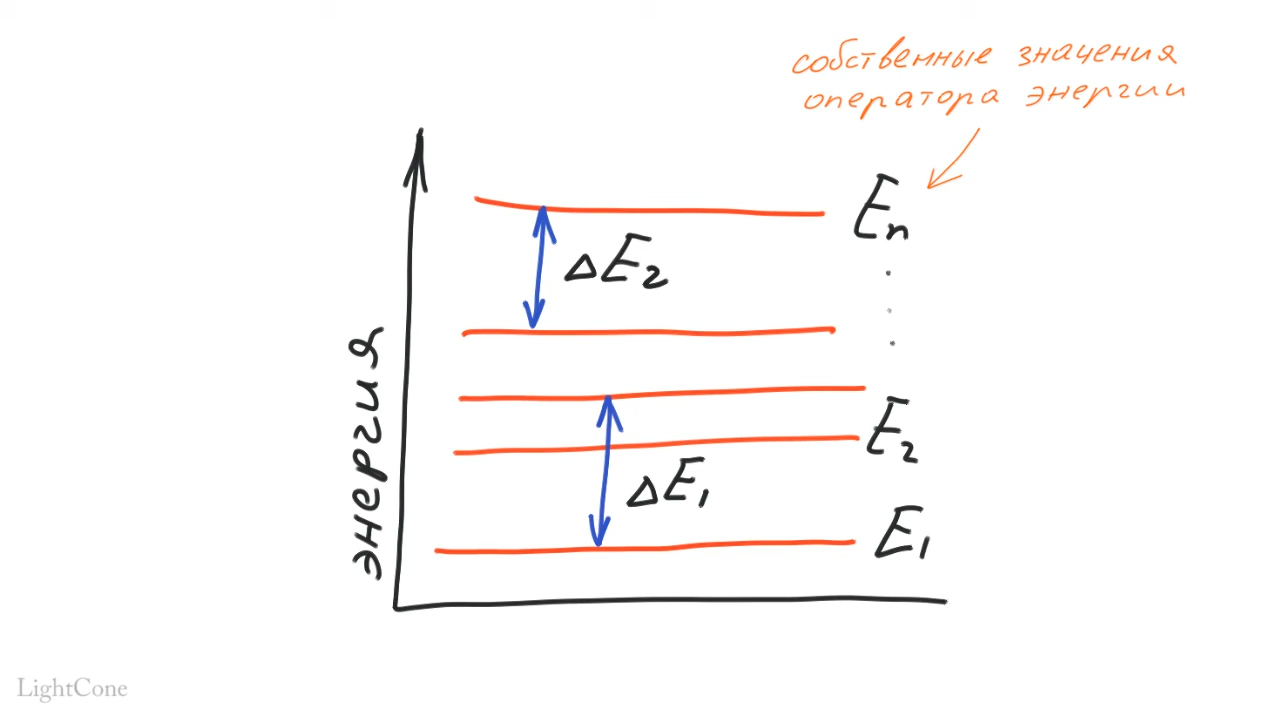 собственные значения
оператора энергии
Eₙ
ΔE₂
энергия
E₂
ΔE₁
E₁
LightCone